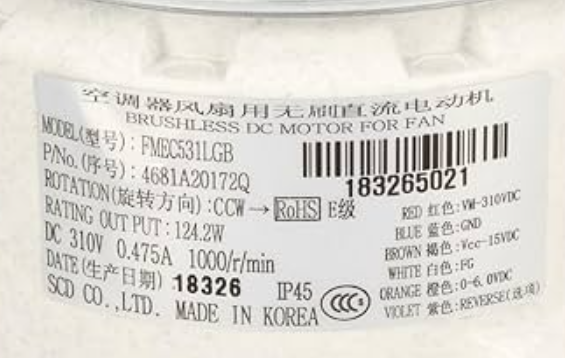 空调器风扇用无刷直流电动机
BRUSHLESS DC MOTOR FOR FAN
MODEL(型号):FMEC531LGB
P/No.(序号):4681A20172Q
183265021
ROTATION(旋转方向):CCW→ RoHS E级
RATING OUT PUT:124.2W
DC 310V 0.475A 1000/r/min
DATE(生产日期) 18326 IP45
SCD CO.,LTD. MADE IN KOREA
CCC
RED 红色:VM-310VDC
BLUE 蓝色:GND
BROWN 褐色:Vcc-15VDC
WHITE 白色:FG
ORANGE 橙色:0-6.0VDC
VIOLET 紫色:REVERSE(选项)